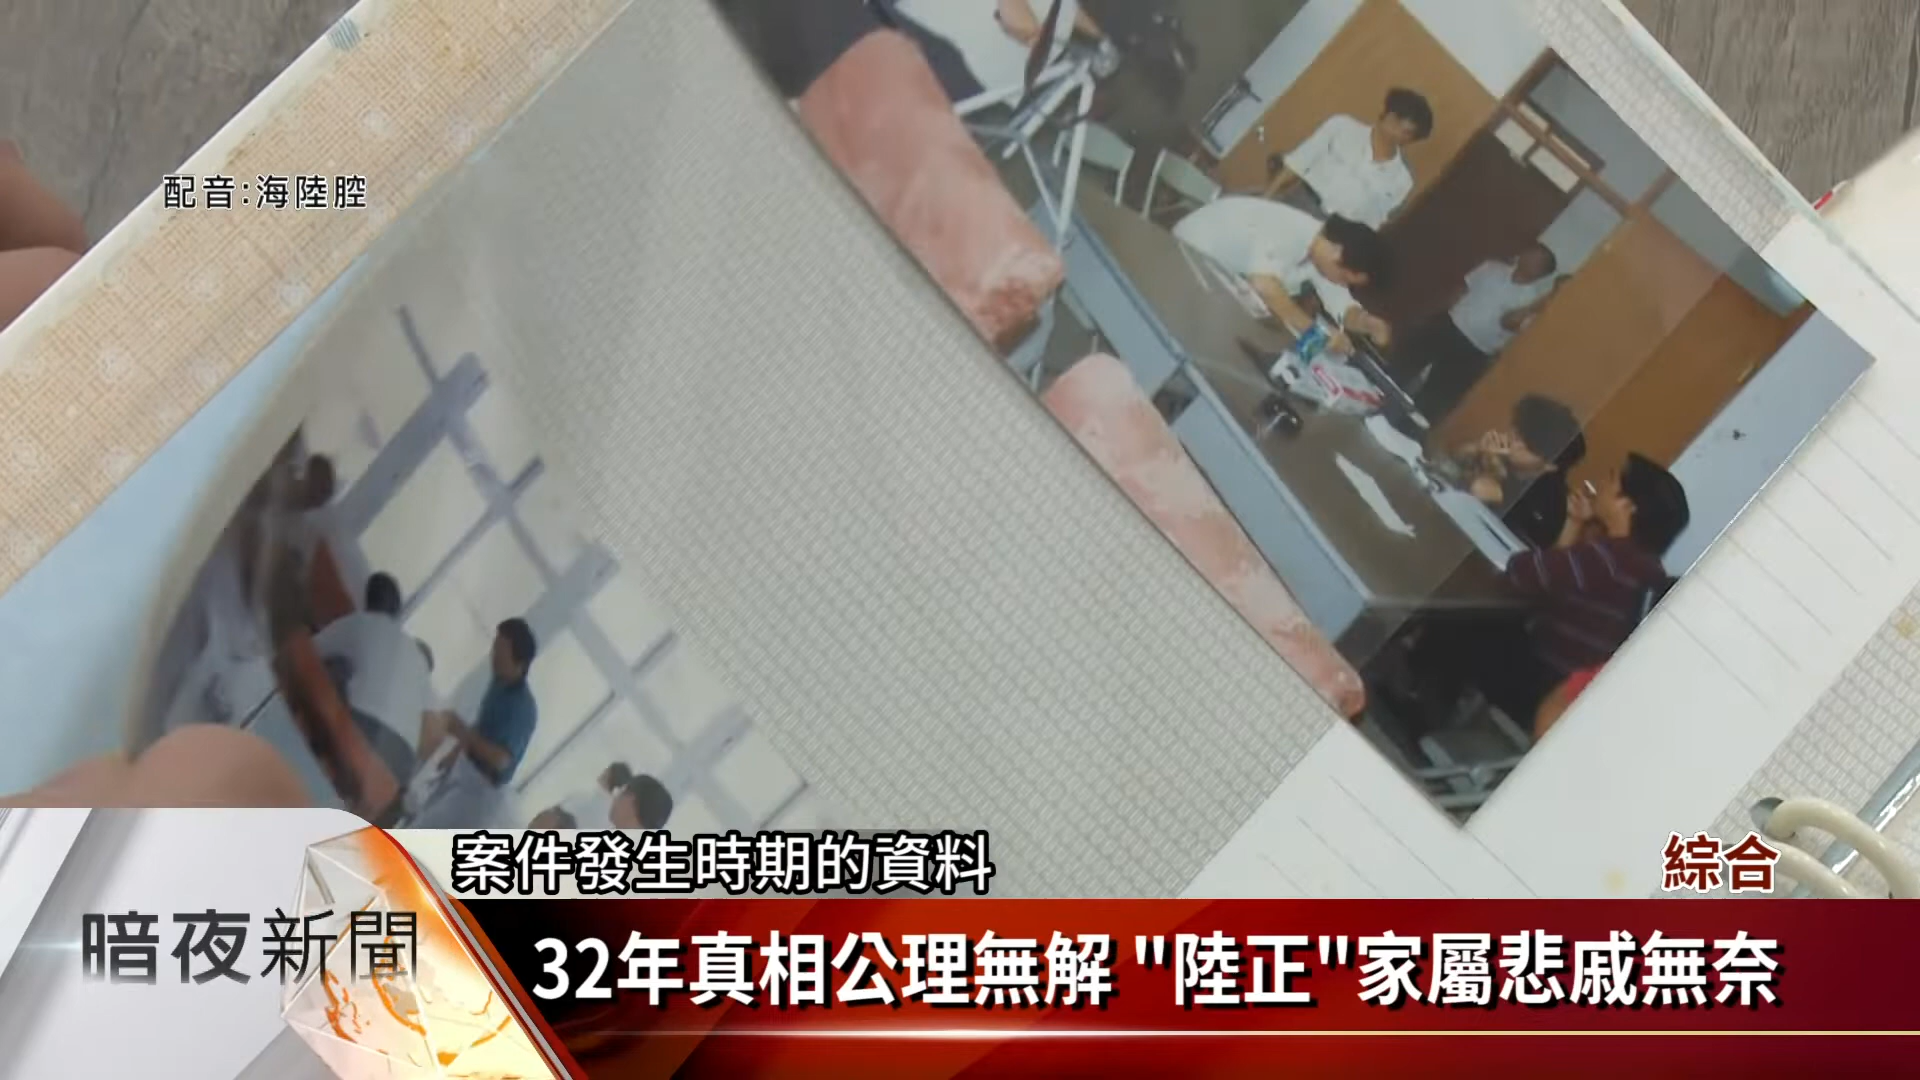 配音:海陸腔
案件發生時期的資料
綜合
暗夜新聞
32年真相公理無解 "陸正"家屬悲戚無奈